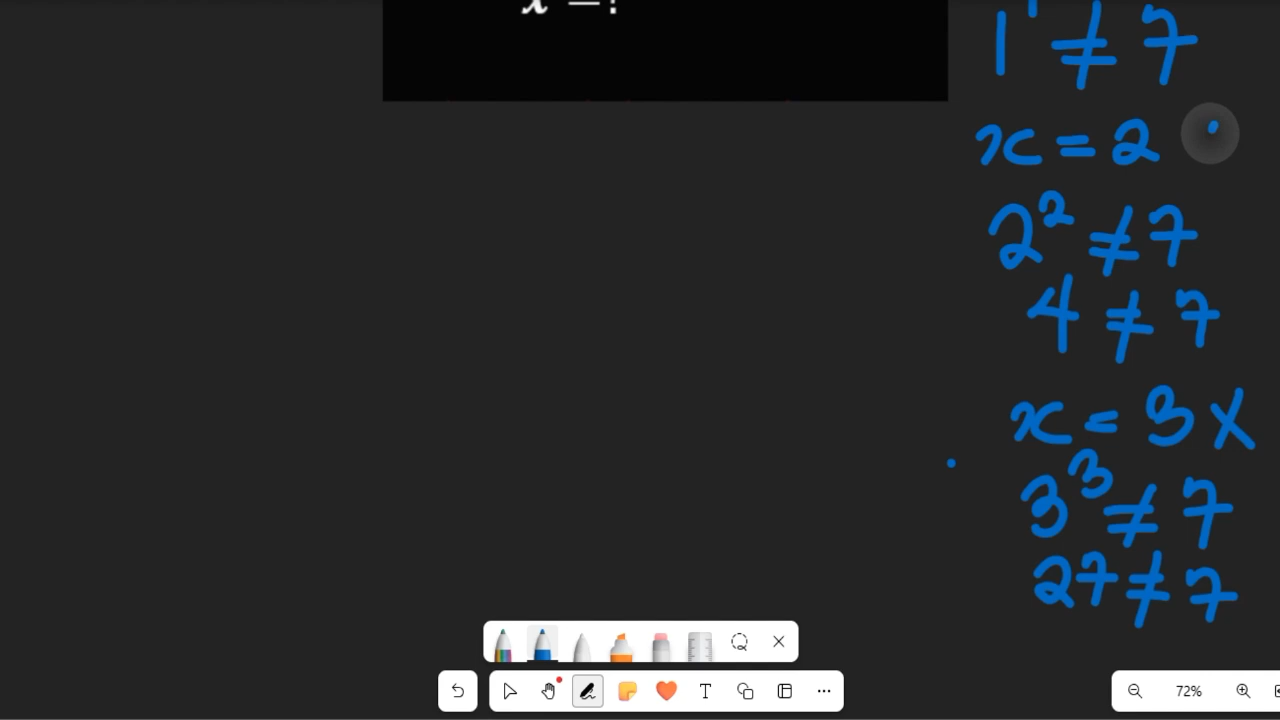 x = ?
1¹ ≠ 7
x = 2
2² ≠ 7
4 ≠ 7
x = 3 X
3³ ≠ 7
27 ≠ 7
T
72%